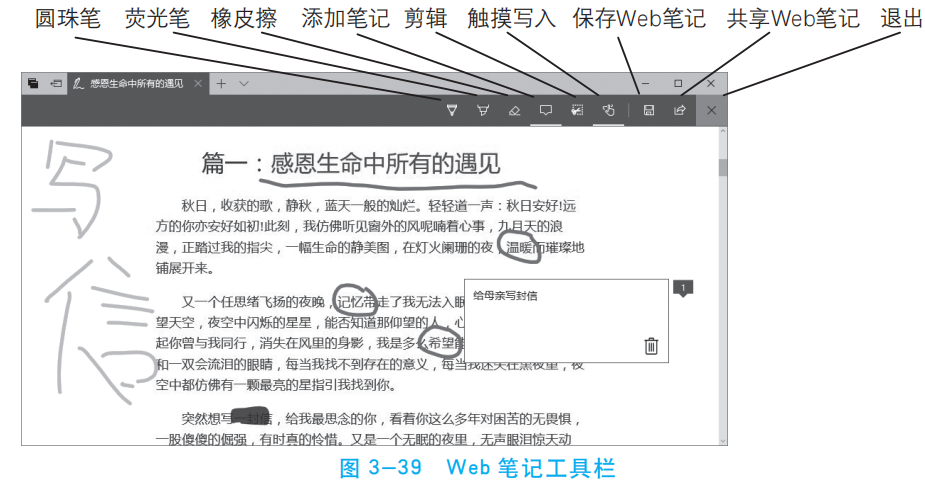 圆珠笔 荧光笔 橡皮擦 添加笔记 剪辑 触摸写入 保存Web笔记 共享Web笔记 退出
感恩生命中所有的遇见
篇一：感恩生命中所有的遇见
写信
秋日，收获的歌，静秋，蓝天一般的灿烂。轻轻道一声：秋日安好!远
方的你亦安好如初!此刻，我仿佛听见窗外的风呢喃着心事，九月天的浪
漫，正踏过我的指尖，一幅生命的静美图，在灯火阑珊的夜，温暖而璀璨地
铺展开来。
又一个任思绪飞扬的夜晚，记忆带走了我无法入眠
望天空，夜空中闪烁的星星，能否知道那仰望的人，心
起你曾与我同行，消失在风里的身影，我是多么希望能
和一双会流泪的眼睛，每当我找不到存在的意义，每当我迷失在黑夜里，夜
空中都仿佛有一颗最亮的星指引我找到你。
给母亲写封信
1
突然想写一封信，给我最思念的你，看着你这么多年对困苦的无畏惧，
一股傻傻的倔强，有时真的怜惜。又是一个无眠的夜里，无声眼泪惊天动
图 3-39 Web 笔记工具栏